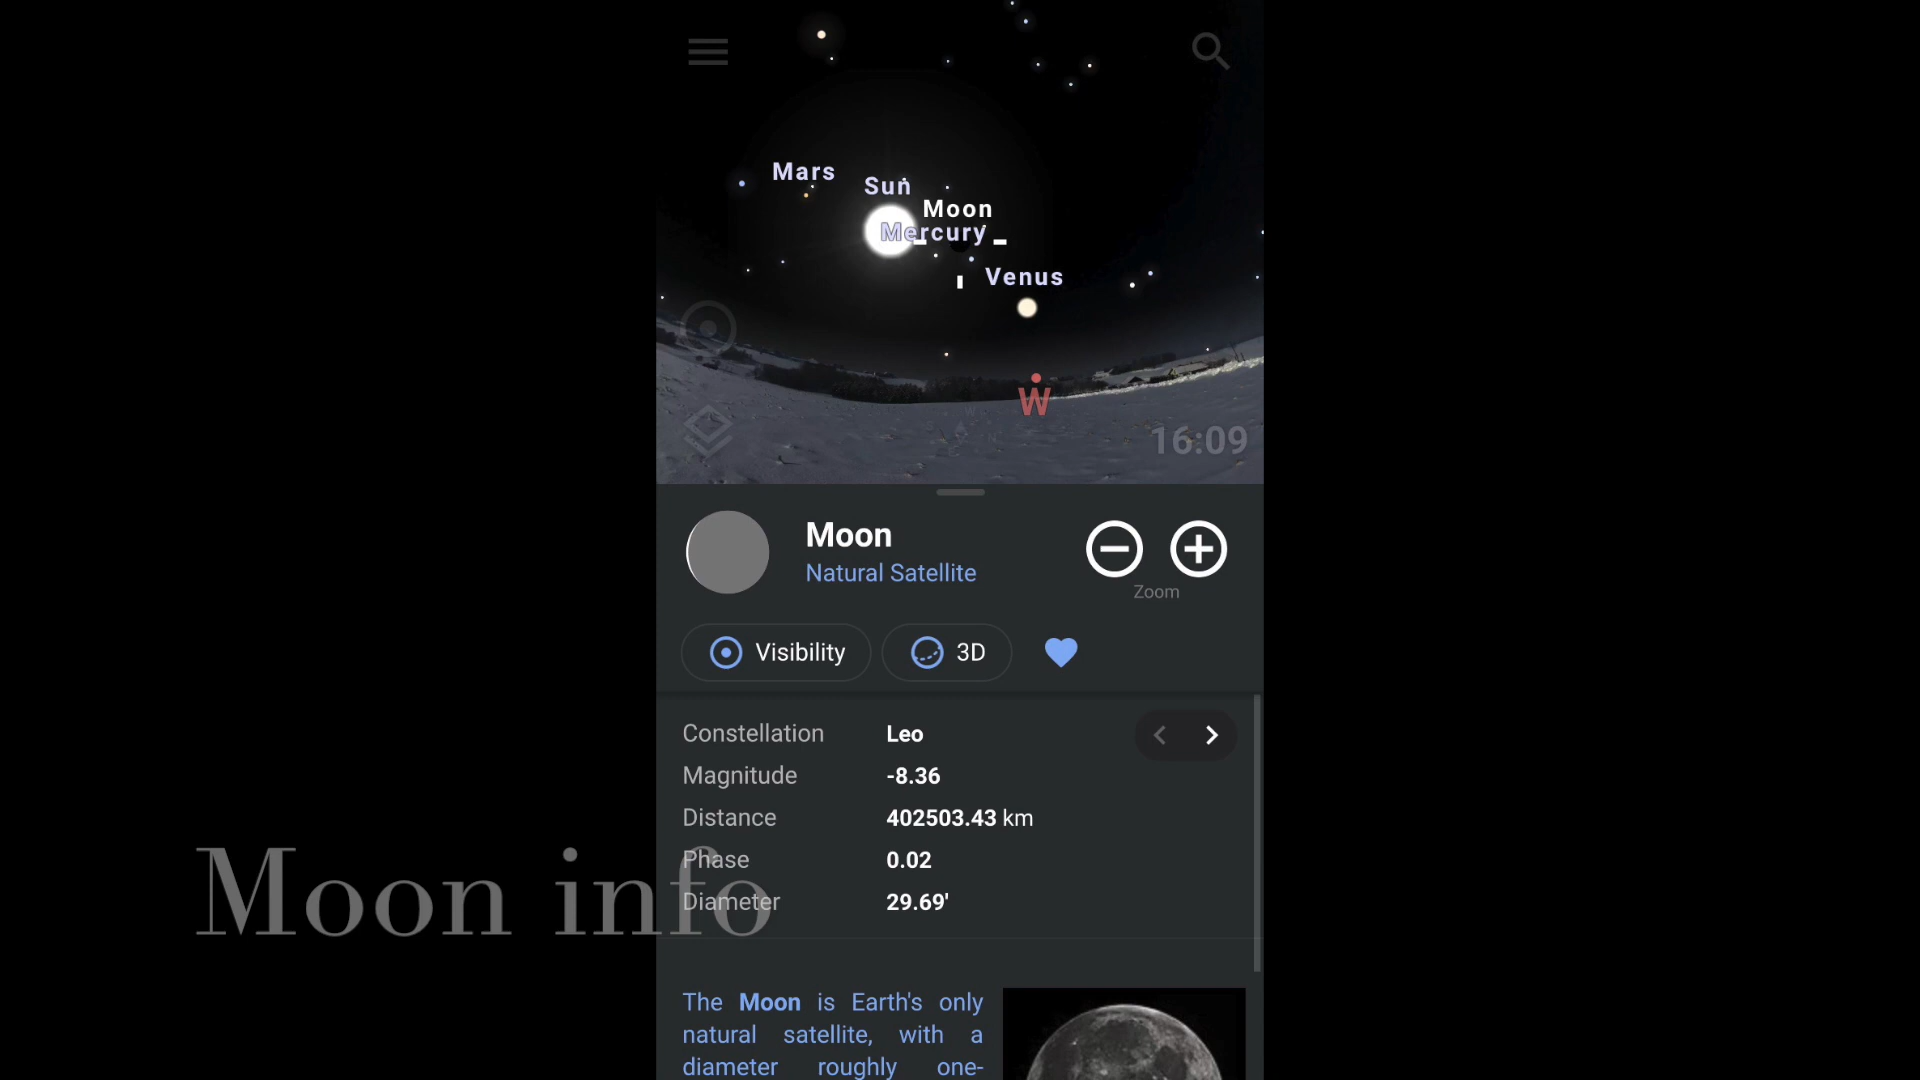 Mars
Sun
Moon
Mercury
Venus
W
16:09
Moon
Natural Satellite
Zoom
Visibility
3D
Constellation Leo
Magnitude -8.36
Distance 402503.43 km
Phase 0.02
Diameter 29.69'
Moon info
The Moon is Earth's only
natural satellite, with a
diameter roughly one-